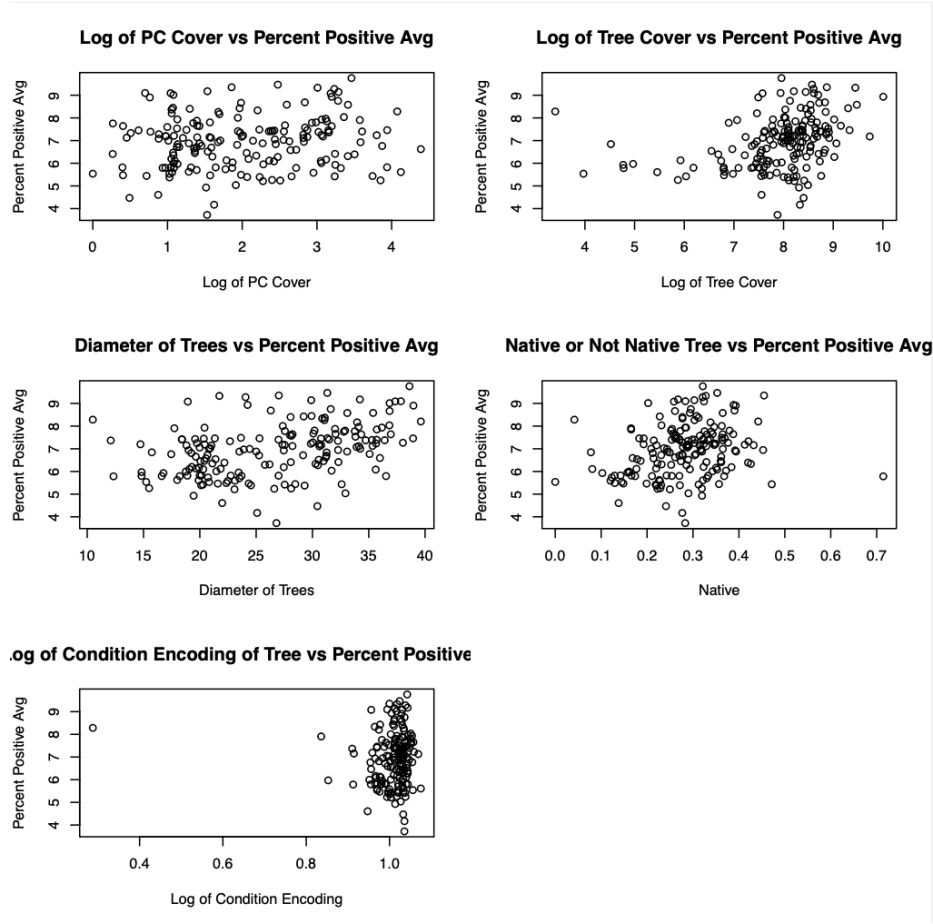 Log of PC Cover vs Percent Positive Avg
Percent Positive Avg
9
8
7
6
5
4
0 1 2 3 4
Log of PC Cover
Log of Tree Cover vs Percent Positive Avg
Percent Positive Avg
9
8
7
6
5
4
4 5 6 7 8 9 10
Log of Tree Cover
Diameter of Trees vs Percent Positive Avg
Percent Positive Avg
9
8
7
6
5
4
10 15 20 25 30 35 40
Diameter of Trees
Native or Not Native Tree vs Percent Positive Avg
Percent Positive Avg
9
8
7
6
5
4
0.0 0.1 0.2 0.3 0.4 0.5 0.6 0.7
Native
og of Condition Encoding of Tree vs Percent Positive
Percent Positive Avg
9
8
7
6
5
4
0.4 0.6 0.8 1.0
Log of Condition Encoding